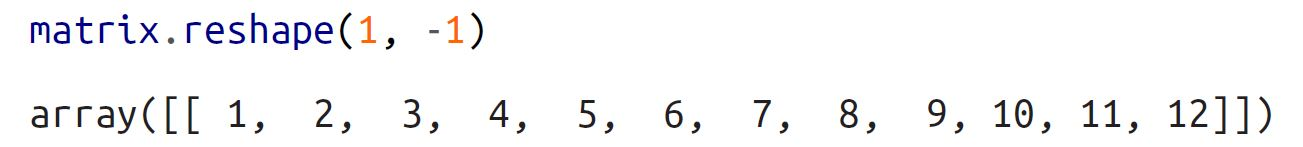 matrix.reshape(1, -1)
array([[ 1,  2,  3,  4,  5,  6,  7,  8,  9, 10, 11, 12]])